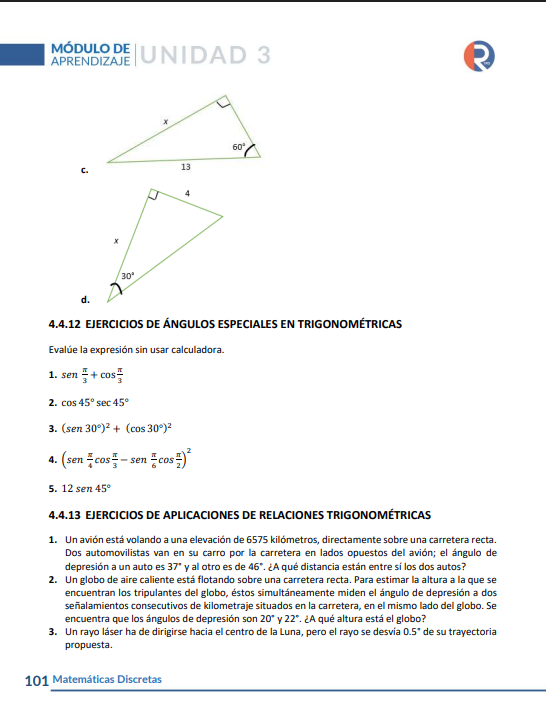 MÓDULO DE
APRENDIZAJE
UNIDAD 3
x
60°
13
c.
4
x
30°
d.
4.4.12 EJERCICIOS DE ÁNGULOS ESPECIALES EN TRIGONOMÉTRICAS
Evalúe la expresión sin usar calculadora.
1. sen π/3 + cos π/3
2. cos 45° sec 45°
3. (sen 30°)² + (cos 30°)²
4. (sen π/4 cos π/3 − sen π/6 cos π/2)²
5. 12 sen 45°
4.4.13 EJERCICIOS DE APLICACIONES DE RELACIONES TRIGONOMÉTRICAS
1. Un avión está volando a una elevación de 6575 kilómetros, directamente sobre una carretera recta.
Dos automovilistas van en su carro por la carretera en lados opuestos del avión; el ángulo de
depresión a un auto es 37° y al otro es de 46°. ¿A qué distancia están entre sí los dos autos?
2. Un globo de aire caliente está flotando sobre una carretera recta. Para estimar la altura a la que se
encuentran los tripulantes del globo, éstos simultáneamente miden el ángulo de depresión a dos
señalamientos consecutivos de kilometraje situados en la carretera, en el mismo lado del globo. Se
encuentra que los ángulos de depresión son 20° y 22°. ¿A qué altura está el globo?
3. Un rayo láser ha de dirigirse hacia el centro de la Luna, pero el rayo se desvía 0.5° de su trayectoria
propuesta.
101 Matemáticas Discretas